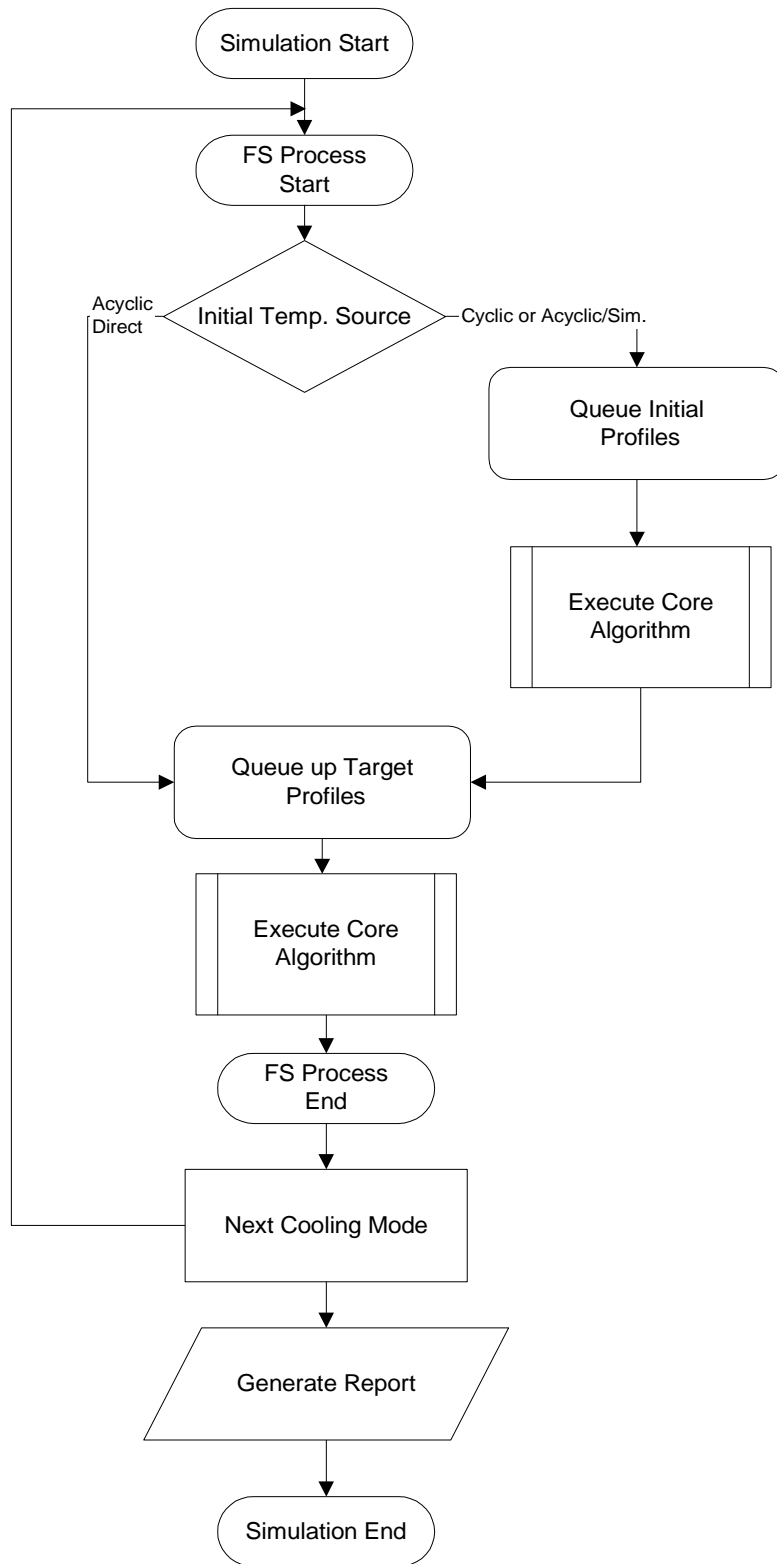 Simulation Start
FS Process
Start
Initial Temp. Source
Acyclic
Direct
Cyclic or Acyclic/Sim.
Queue Initial
Profiles
Execute Core
Algorithm
Queue up Target
Profiles
Execute Core
Algorithm
FS Process
End
Next Cooling Mode
Generate Report
Simulation End